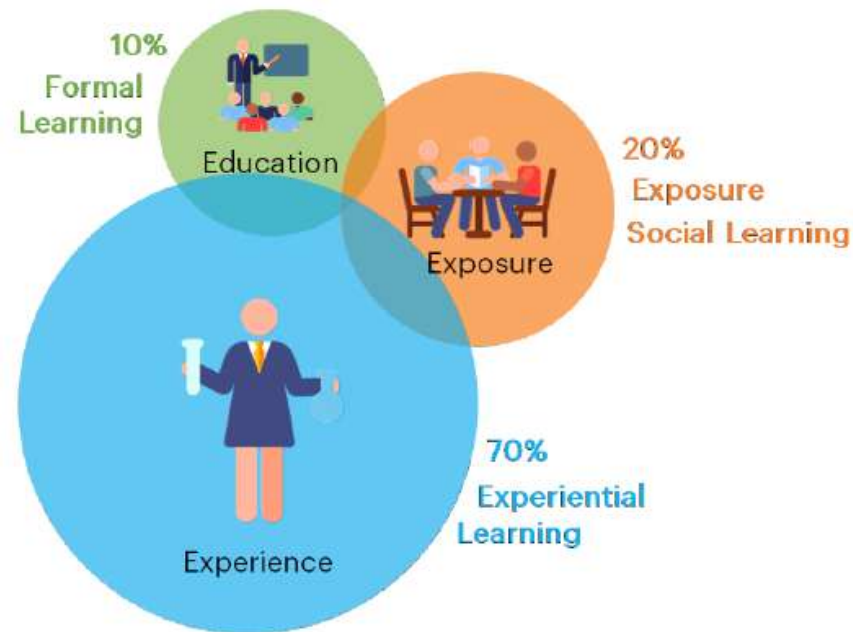 10%
Formal
Learning
Education
20%
Exposure
Social Learning
Exposure
70%
Experiential
Learning
Experience